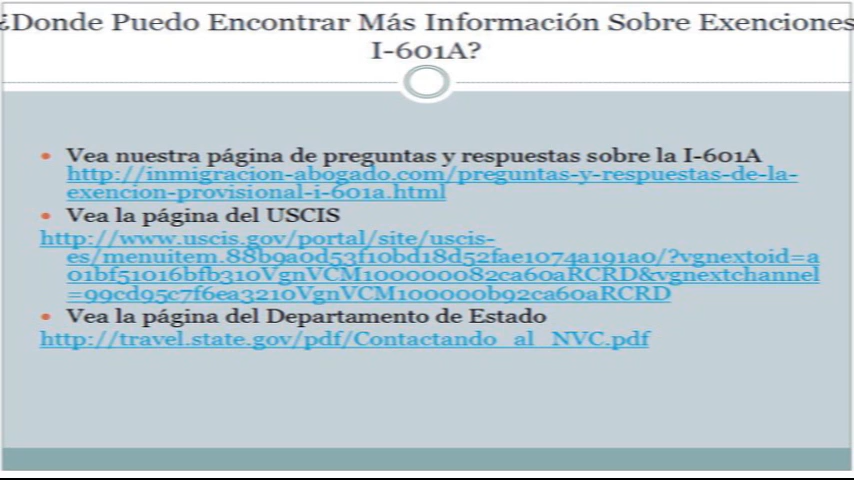 ¿Donde Puedo Encontrar Más Información Sobre Exenciones
I-601A?
• Vea nuestra página de preguntas y respuestas sobre la I-601A
http://inmigracion-abogado.com/preguntas-y-respuestas-de-la-
exencion-provisional-i-601a.html
• Vea la página del USCIS
http://www.uscis.gov/portal/site/uscis-
es/menuitem.88b9a0d53f10bd18d52fae1074a191a0/?vgnextoid=a
01bf51016bfb310VgnVCM100000082ca60aRCRD&vgnextchannel
=99cd95c7f6ea3210VgnVCM100000b92ca60aRCRD
• Vea la página del Departamento de Estado
http://travel.state.gov/pdf/Contactando_al_NVC.pdf